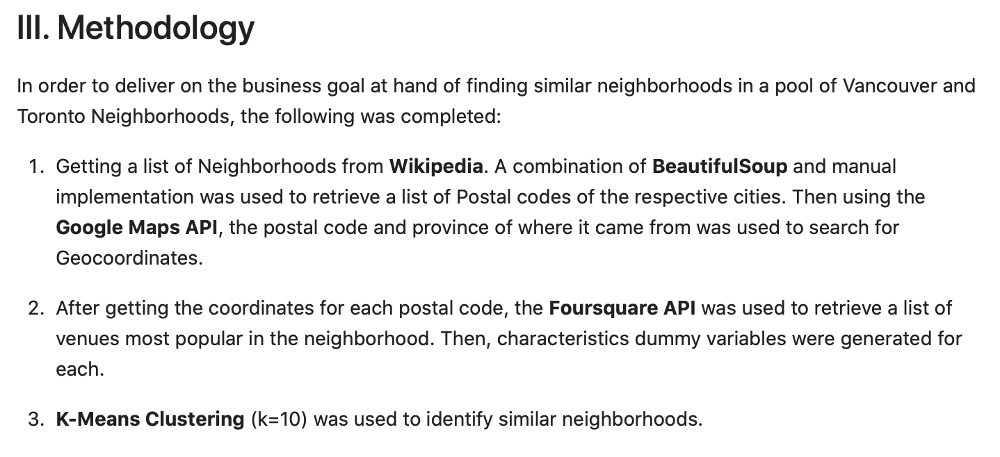 III. Methodology
In order to deliver on the business goal at hand of finding similar neighborhoods in a pool of Vancouver and
Toronto Neighborhoods, the following was completed:
1. Getting a list of Neighborhoods from Wikipedia. A combination of BeautifulSoup and manual
implementation was used to retrieve a list of Postal codes of the respective cities. Then using the
Google Maps API, the postal code and province of where it came from was used to search for
Geocoordinates.
2. After getting the coordinates for each postal code, the Foursquare API was used to retrieve a list of
venues most popular in the neighborhood. Then, characteristics dummy variables were generated for
each.
3. K-Means Clustering (k=10) was used to identify similar neighborhoods.